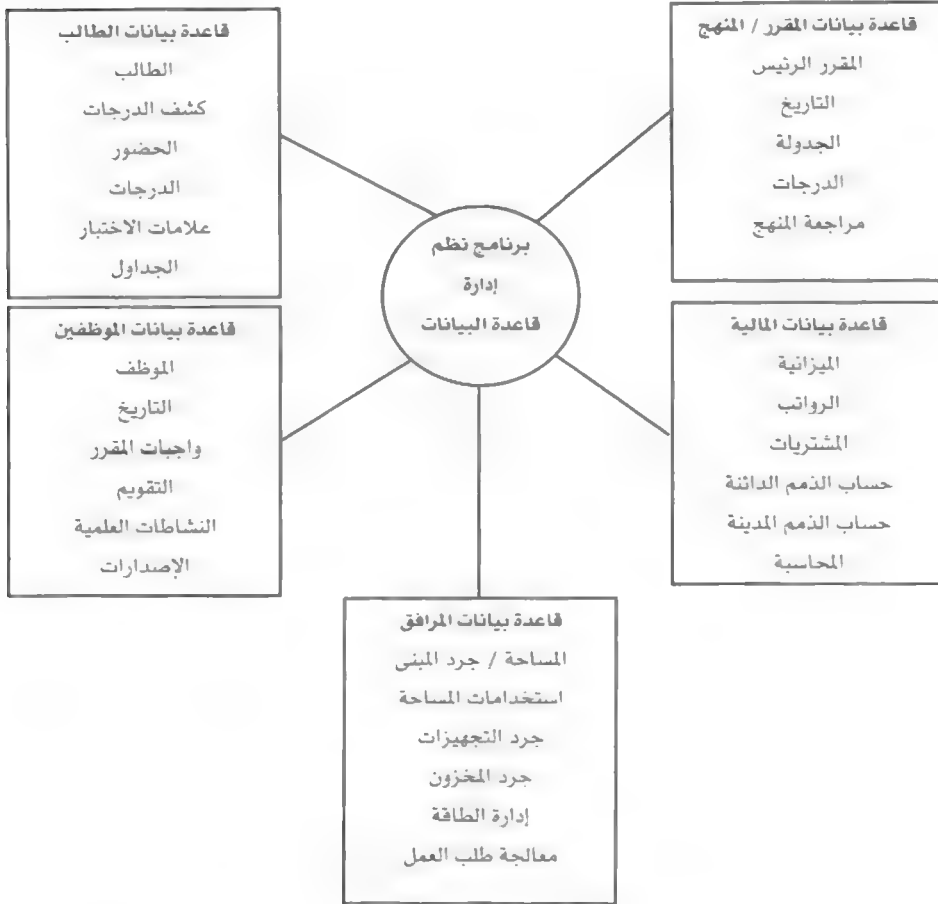 قاعدة بيانات المقرر / المنهج
المقرر الرئيس
التاريخ
الجدولة
الدرجات
مراجعة المنهج
قاعدة بيانات الطالب
الطالب
كشف الدرجات
الحضور
الدرجات
علامات الاختبار
الجداول
برنامج نظم
إدارة
قاعدة البيانات
قاعدة بيانات المالية
الميزانية
الرواتب
المشتريات
حساب الذمم الدائنة
حساب الذمم المدينة
المحاسبة
قاعدة بيانات الموظفين
الموظف
التاريخ
واجبات المقرر
التقويم
النشاطات العلمية
الإصدارات
قاعدة بيانات المرافق
المساحة / جرد المبنى
استخدامات المساحة
جرد التجهيزات
جرد المخزون
إدارة الطاقة
معالجة طلب العمل